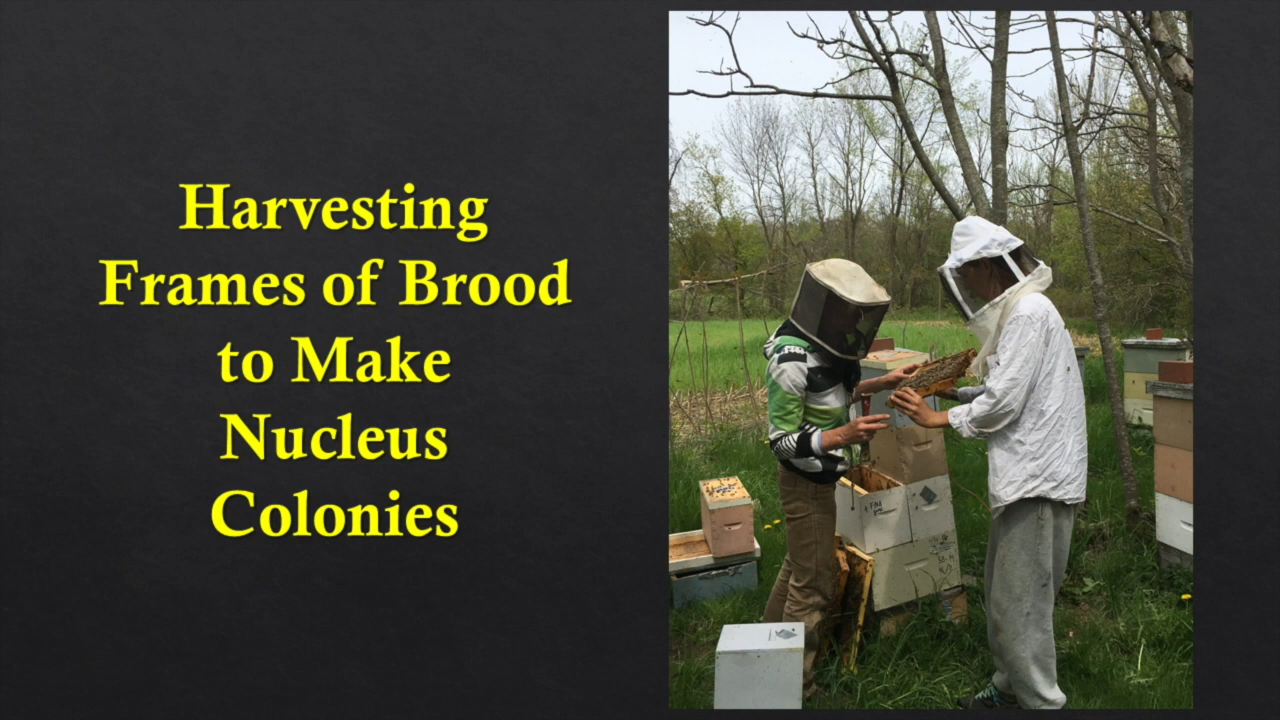 Harvesting
Frames of Brood
to Make
Nucleus
Colonies